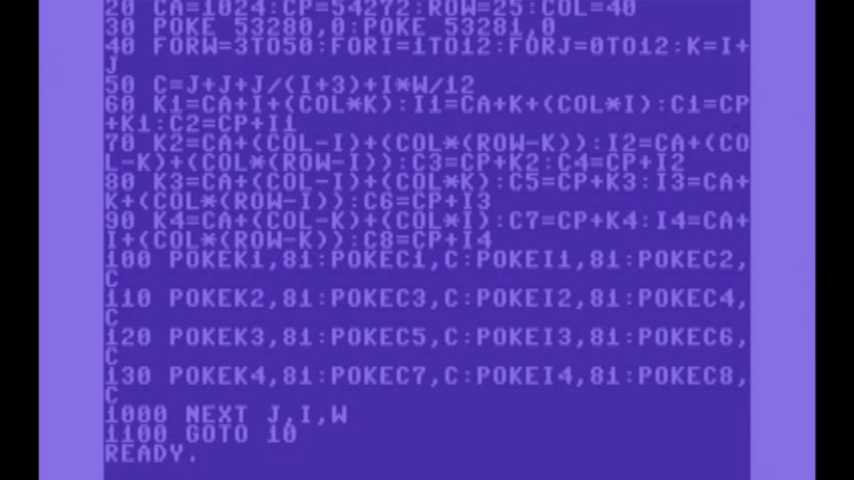 20 CA=1024:CP=54272:ROW=25:COL=40
30 POKE 53280,0:POKE 53281,0
40 FORW=3TO50:FORI=1TO12:FORJ=0TO12:K=I+
J
50 C=J+J+J/(I+3)+I*W/12
60 K1=CA+I+(COL*K):I1=CA+K+(COL*I):C1=CP
+K1:C2=CP+I1
70 K2=CA+(COL-I)+(COL*(ROW-K)):I2=CA+(CO
L-K)+(COL*(ROW-I)):C3=CP+K2:C4=CP+I2
80 K3=CA+(COL-I)+(COL*K):C5=CP+K3:I3=CA+
K+(COL*(ROW-I)):C6=CP+I3
90 K4=CA+(COL-K)+(COL*I):C7=CP+K4:I4=CA+
I+(COL*(ROW-K)):C8=CP+I4
100 POKEK1,81:POKEC1,C:POKEI1,81:POKEC2,
C
110 POKEK2,81:POKEC3,C:POKEI2,81:POKEC4,
C
120 POKEK3,81:POKEC5,C:POKEI3,81:POKEC6,
C
130 POKEK4,81:POKEC7,C:POKEI4,81:POKEC8,
C
1000 NEXT J,I,W
1100 GOTO 10
READY.